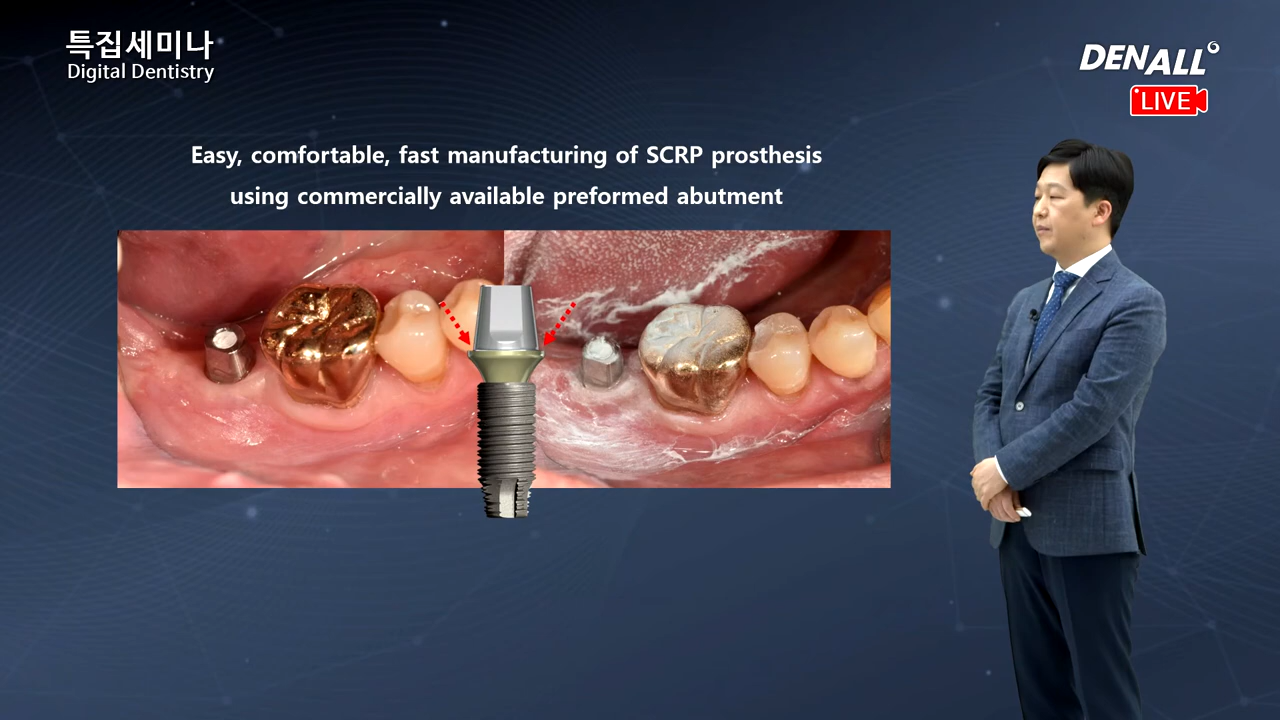 특집세미나
Digital Dentistry
DENALL
LIVE
Easy, comfortable, fast manufacturing of SCRP prosthesis
using commercially available preformed abutment